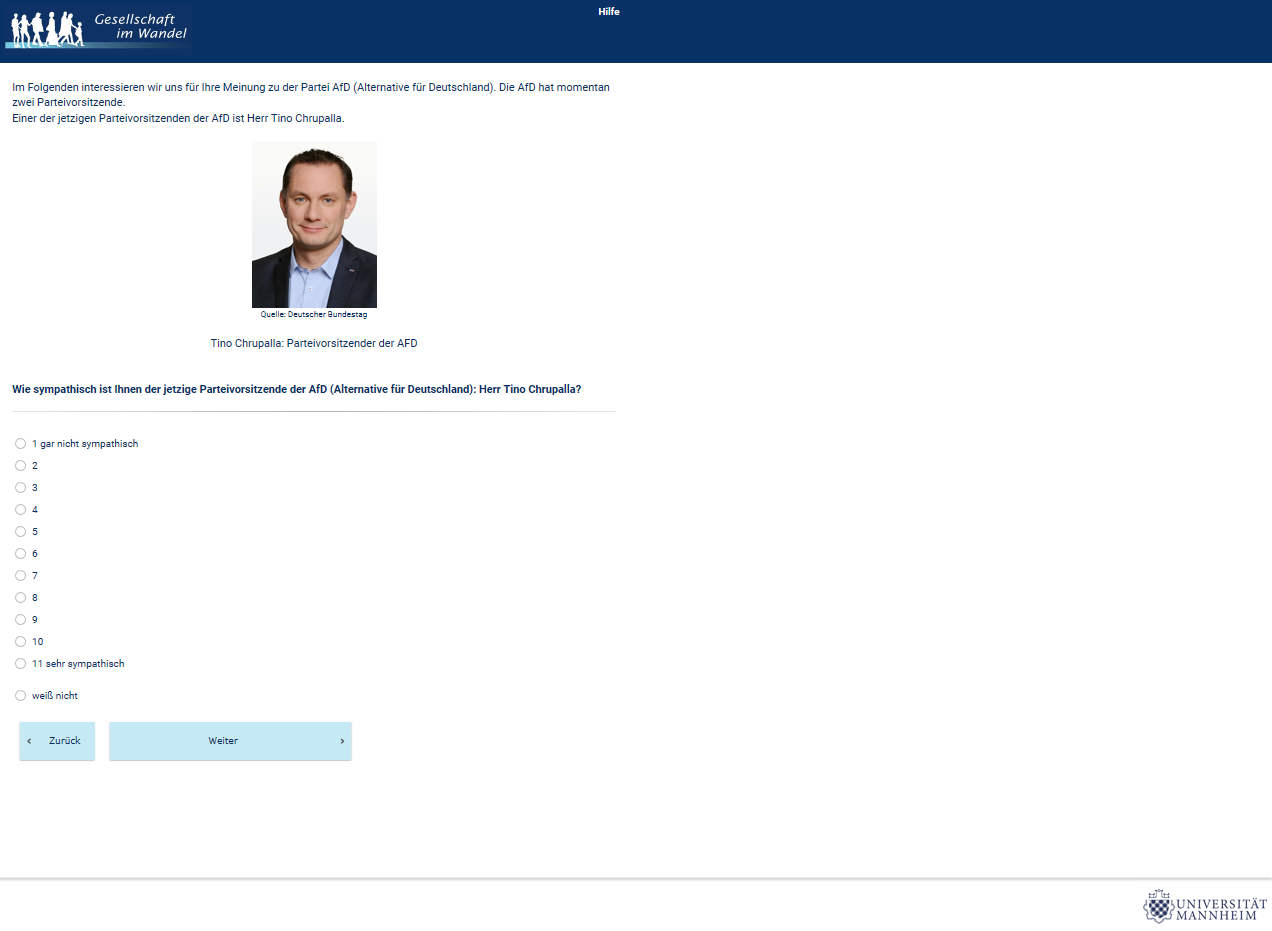 Gesellschaft
im Wandel
Hilfe
Im Folgenden interessieren wir uns für Ihre Meinung zu der Partei AfD (Alternative für Deutschland). Die AfD hat momentan
zwei Parteivorsitzende.
Einer der jetzigen Parteivorsitzenden der AfD ist Herr Tino Chrupalla.
Quelle: Deutscher Bundestag
Tino Chrupalla: Parteivorsitzender der AFD
Wie sympathisch ist Ihnen der jetzige Parteivorsitzende der AfD (Alternative für Deutschland): Herr Tino Chrupalla?
1 gar nicht sympathisch
2
3
4
5
6
7
8
9
10
11 sehr sympathisch
weiß nicht
‹ Zurück
Weiter ›
UNIVERSITÄT
MANNHEIM